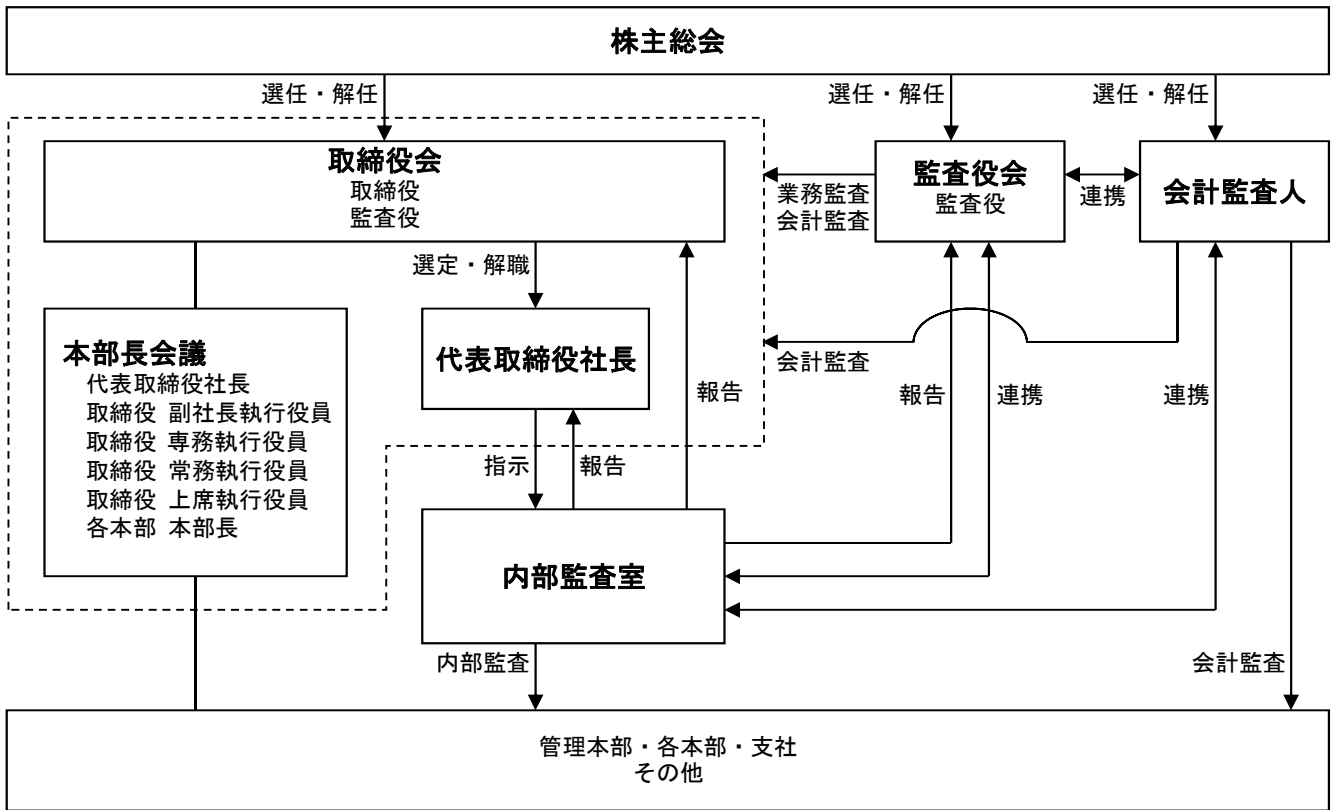 株主総会
選任・解任
選任・解任
選任・解任
取締役会
取締役
監査役
業務監査
会計監査
監査役会
監査役
連携
会計監査人
選定・解職
本部長会議
代表取締役社長
取締役 副社長執行役員
取締役 専務執行役員
取締役 常務執行役員
取締役 上席執行役員
各本部 本部長
代表取締役社長
会計監査
報告
報告
連携
連携
指示
報告
内部監査室
内部監査
会計監査
管理本部・各本部・支社
その他